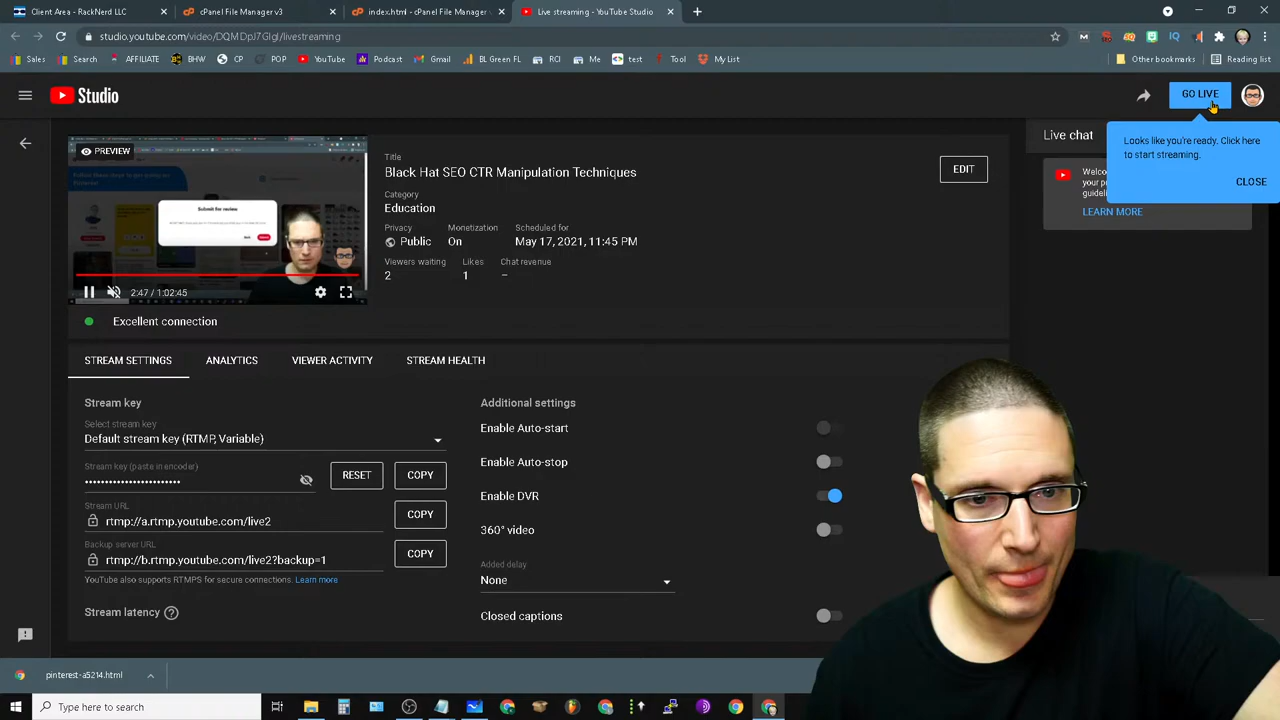 Client Area - RackNerd LLC
cPanel File Manager v3
index.html - cPanel File Manager
Live streaming - YouTube Studio
studio.youtube.com/video/DQMDpJ7GIgI/livestreaming
Sales
Search
AFFILIATE
BHW
CP
POP
YouTube
Podcast
Gmail
BL Green FL
RCI
Me
test
Tool
My List
Other bookmarks
Reading list
Studio
GO LIVE
PREVIEW
Submit for review
2:47 / 1:02:45
Title
Black Hat SEO CTR Manipulation Techniques
Category
Education
Privacy Monetization Scheduled for
Public On May 17, 2021, 11:45 PM
Viewers waiting Likes Chat revenue
2 1 –
EDIT
Live chat
Looks like you're ready. Click here
to start streaming.
CLOSE
LEARN MORE
Excellent connection
STREAM SETTINGS ANALYTICS VIEWER ACTIVITY STREAM HEALTH
Stream key
Select stream key
Default stream key (RTMP, Variable)
Stream key (paste in encoder)
RESET COPY
Stream URL
rtmp://a.rtmp.youtube.com/live2
COPY
Backup server URL
rtmp://b.rtmp.youtube.com/live2?backup=1
COPY
YouTube also supports RTMPS for secure connections. Learn more
Stream latency
Additional settings
Enable Auto-start
Enable Auto-stop
Enable DVR
360° video
Added delay
None
Closed captions
pinterest-a5214.html
Type here to search